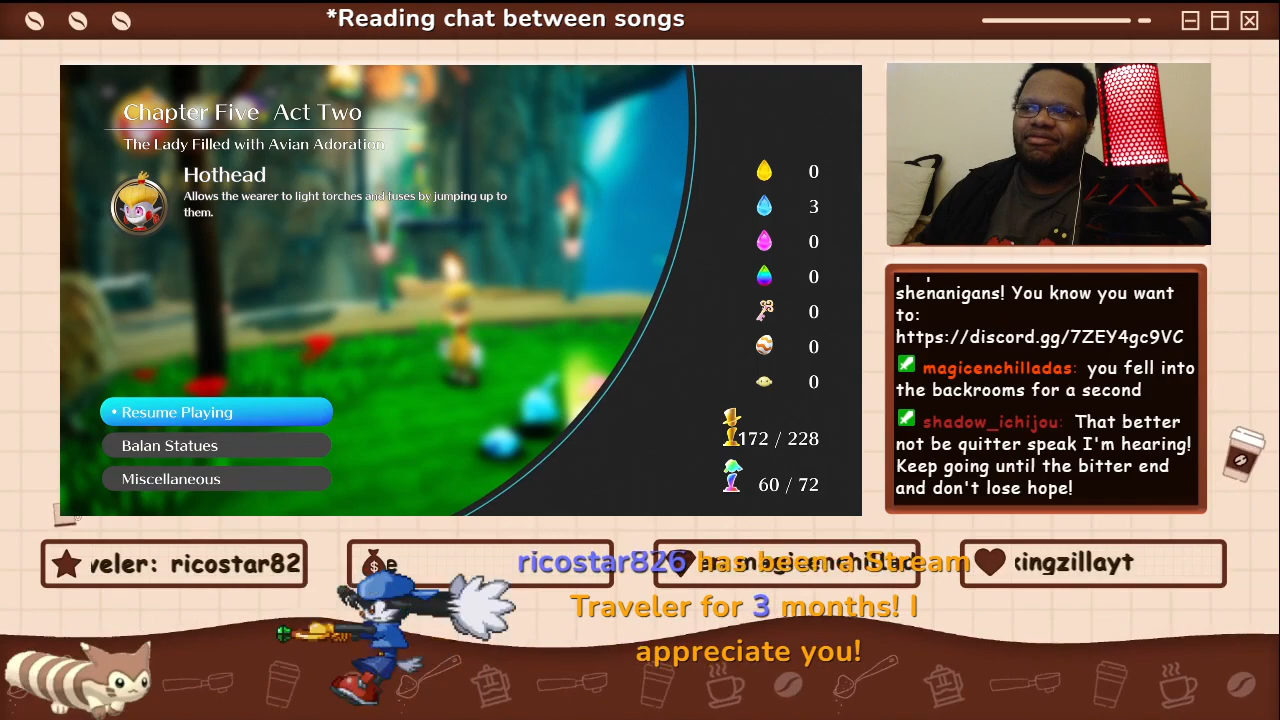 *Reading chat between songs
Chapter Five Act Two
The Lady Filled with Avian Adoration
Hothead
Allows the wearer to light torches and fuses by jumping up to
them.
0
3
0
0
0
0
0
172 / 228
60 / 72
• Resume Playing
Balan Statues
Miscellaneous
shenanigans! You know you want
to:
https://discord.gg/7ZEY4gc9VC
magicenchilladas: you fell into
the backrooms for a second
shadow_ichijou: That better
not be quitter speak I'm hearing!
Keep going until the bitter end
and don't lose hope!
veler: ricostar82
e
magicenchillad
kingzillayt
ricostar826 has been a Stream
Traveler for 3 months! I
appreciate you!